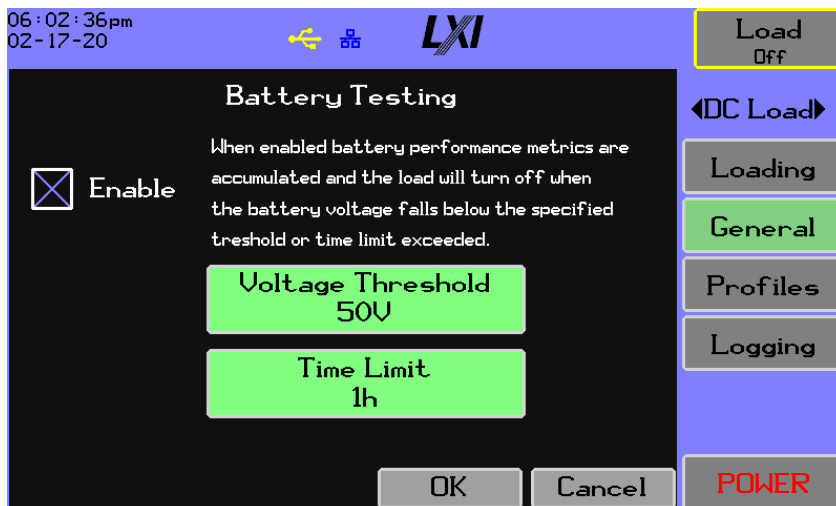 06:02:36pm
02-17-20
LXI
Load
Off
◀DC Load▶
Loading
General
Profiles
Logging
POWER
Battery Testing
Enable
When enabled battery performance metrics are
accumulated and the load will turn off when
the battery voltage falls below the specified
treshold or time limit exceeded.
Voltage Threshold
50V
Time Limit
1h
OK
Cancel